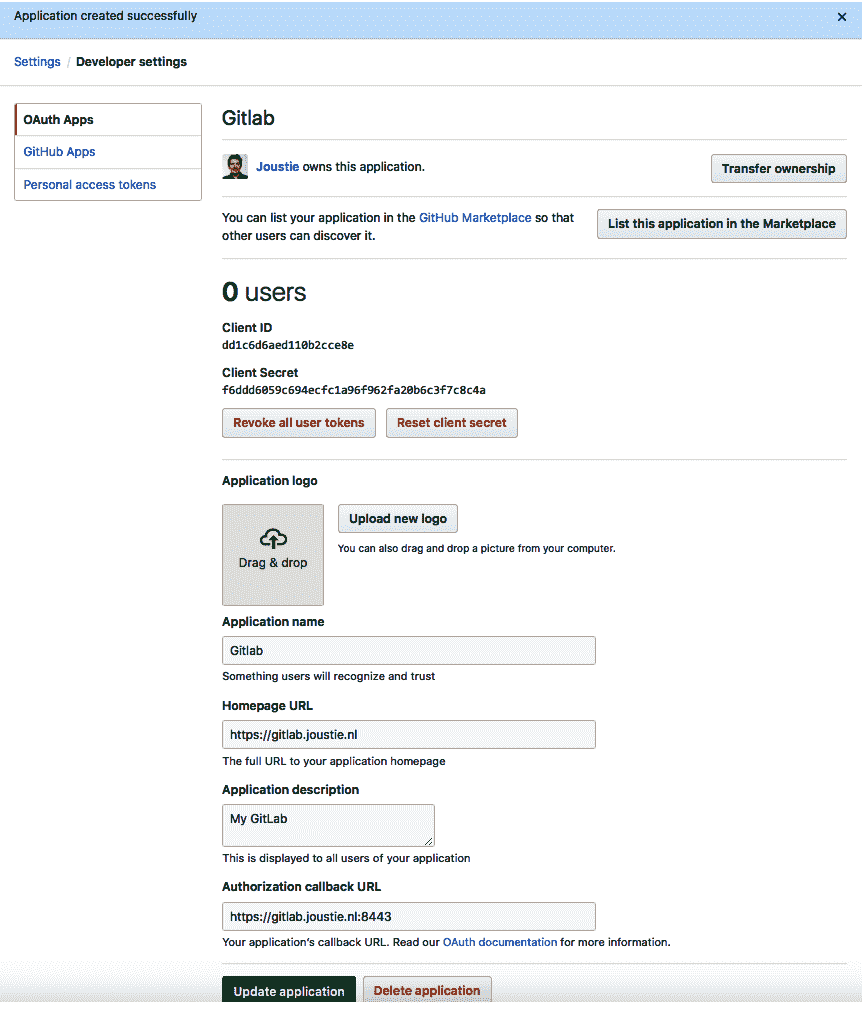 Application created successfully
Settings / Developer settings
OAuth Apps
GitHub Apps
Personal access tokens
Gitlab
Joustie owns this application.
Transfer ownership
You can list your application in the GitHub Marketplace so that
other users can discover it.
List this application in the Marketplace
0 users
Client ID
dd1c6d6aed110b2cce8e
Client Secret
f6ddd6059c694ecfc1a96f962fa20b6c3f7c8c4a
Revoke all user tokens
Reset client secret
Application logo
Drag & drop
Upload new logo
You can also drag and drop a picture from your computer.
Application name
Gitlab
Something users will recognize and trust
Homepage URL
https://gitlab.joustie.nl
The full URL to your application homepage
Application description
My GitLab
This is displayed to all users of your application
Authorization callback URL
https://gitlab.joustie.nl:8443
Your application's callback URL. Read our OAuth documentation for more information.
Update application
Delete application